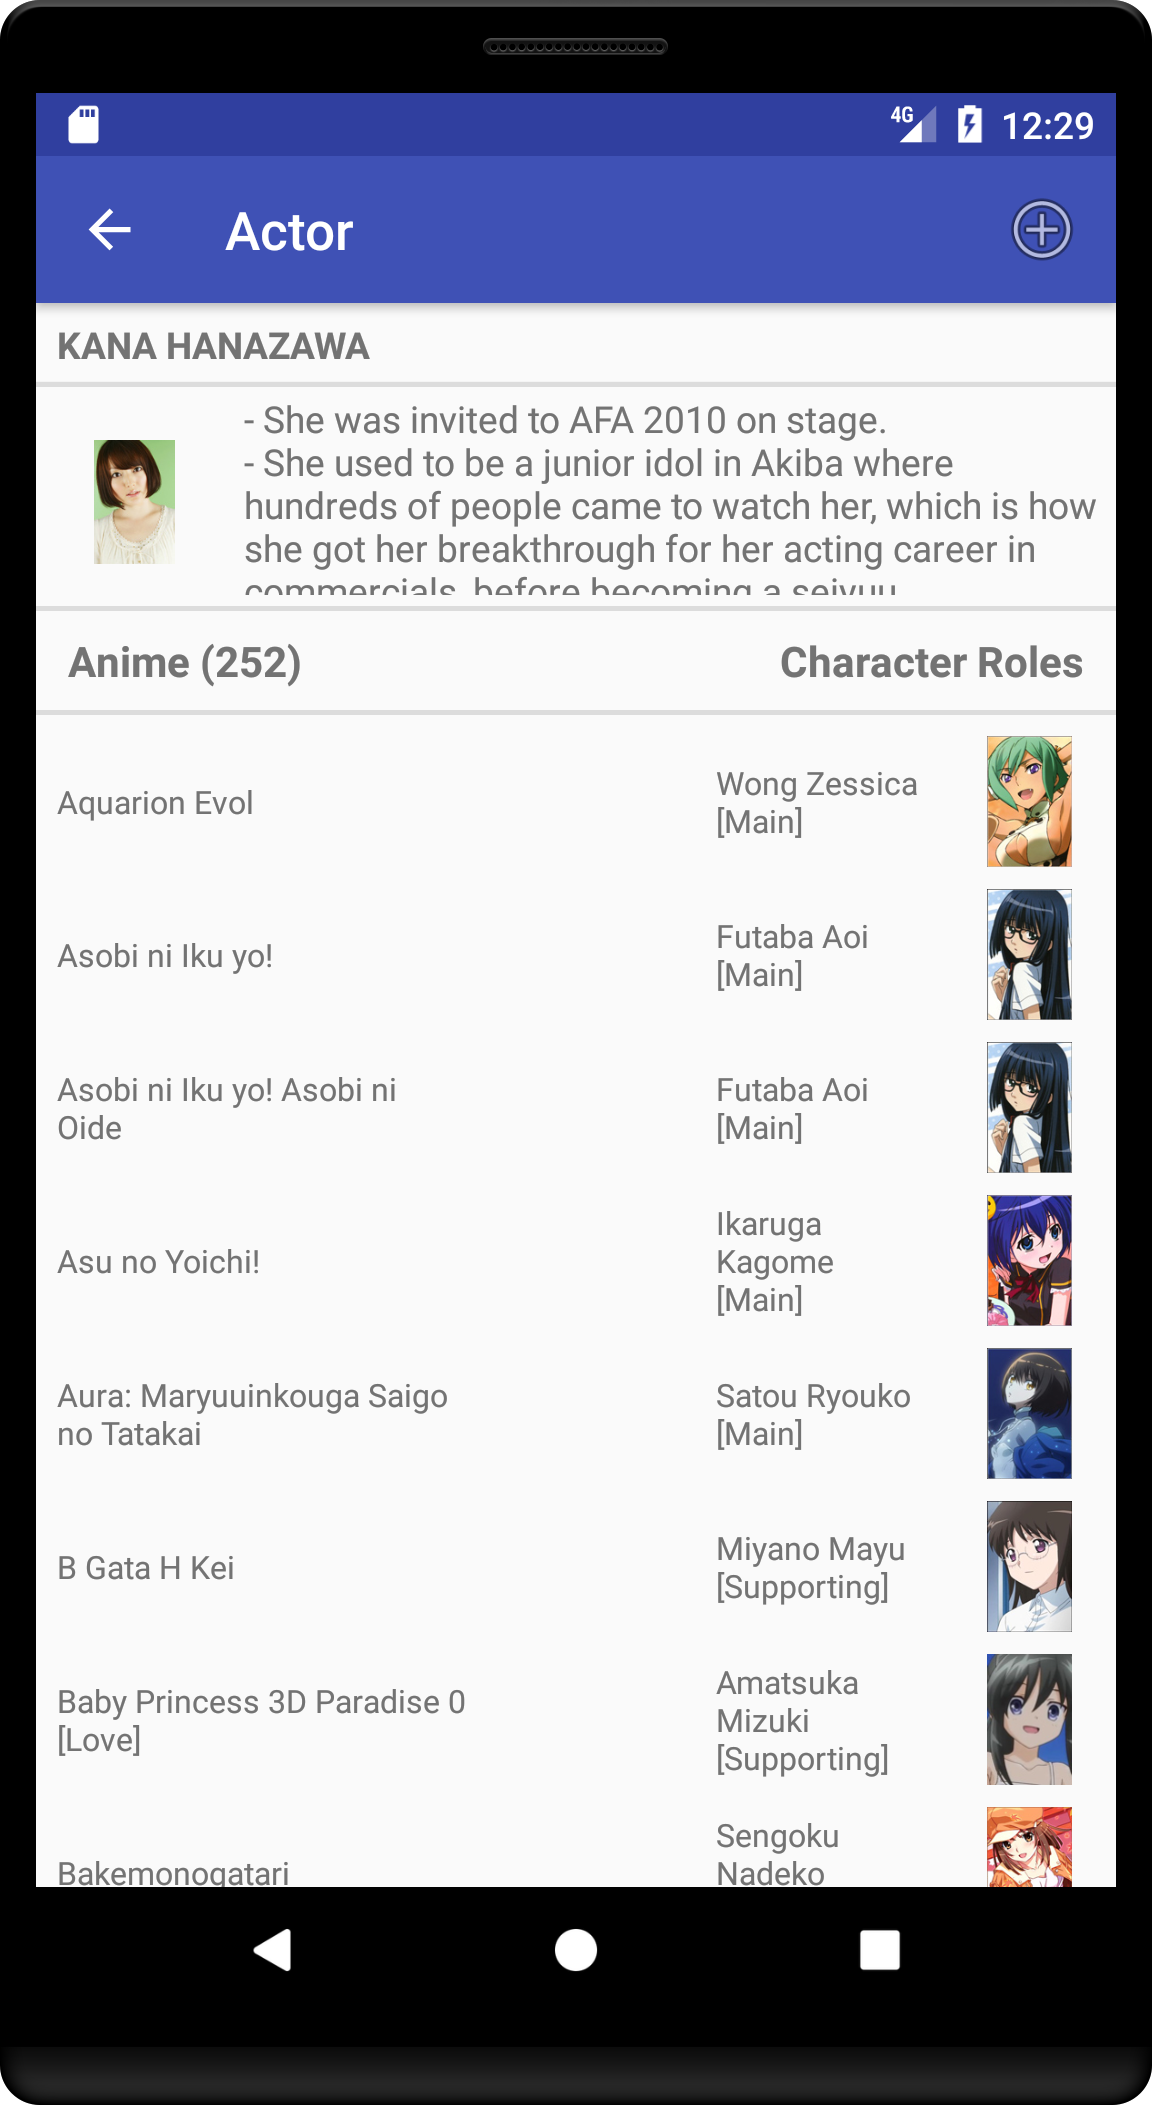 4G 12:29
Actor
KANA HANAZAWA
- She was invited to AFA 2010 on stage.
- She used to be a junior idol in Akiba where
hundreds of people came to watch her, which is how
she got her breakthrough for her acting career in
commercials, before becoming a seiyuu
Anime (252) Character Roles
Aquarion Evol
Wong Zessica
[Main]
Asobi ni Iku yo!
Futaba Aoi
[Main]
Asobi ni Iku yo! Asobi ni
Oide
Futaba Aoi
[Main]
Asu no Yoichi!
Ikaruga
Kagome
[Main]
Aura: Maryuuinkouga Saigo
no Tatakai
Satou Ryouko
[Main]
B Gata H Kei
Miyano Mayu
[Supporting]
Baby Princess 3D Paradise 0
[Love]
Amatsuka
Mizuki
[Supporting]
Bakemonogatari
Sengoku
Nadeko